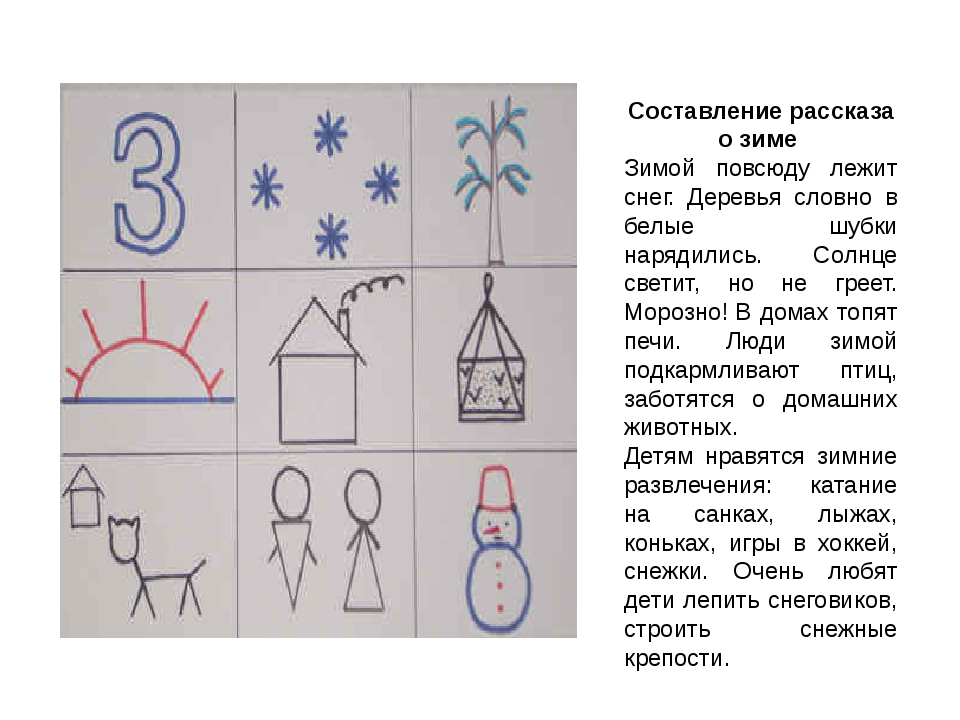 З
Составление рассказа
о зиме
Зимой повсюду лежит
снег. Деревья словно в
белые шубки
нарядились. Солнце
светит, но не греет.
Морозно! В домах топят
печи. Люди зимой
подкармливают птиц,
заботятся о домашних
животных.
Детям нравятся зимние
развлечения: катание
на санках, лыжах,
коньках, игры в хоккей,
снежки. Очень любят
дети лепить снеговиков,
строить снежные
крепости.